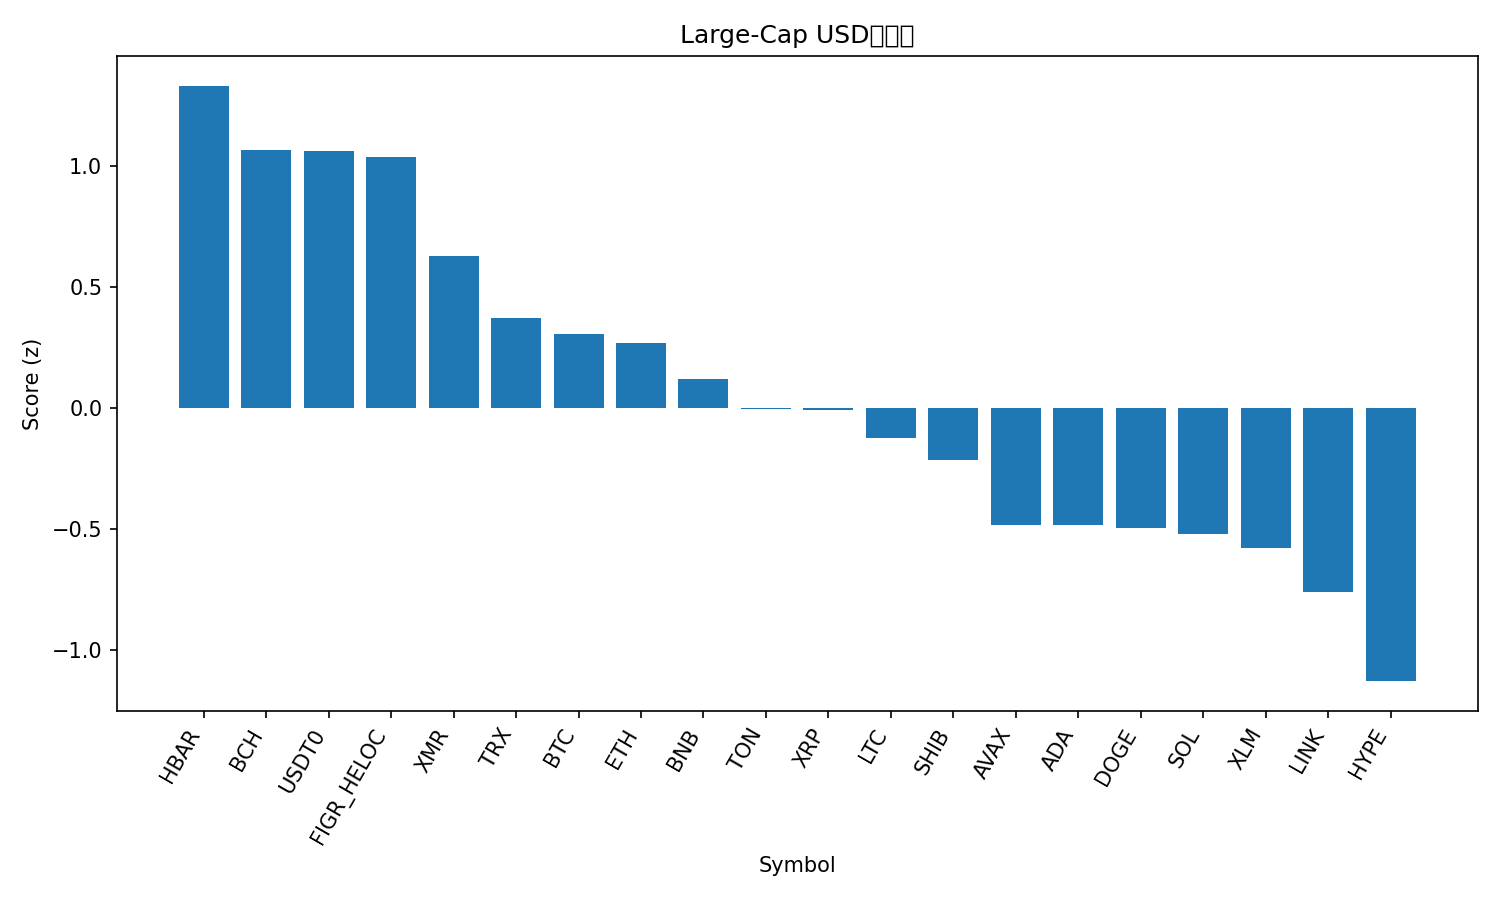 Large-Cap USD
Score (z)
1.0
0.5
0.0
−0.5
−1.0
HBAR
BCH
USDT0
FIGR_HELOC
XMR
TRX
BTC
ETH
BNB
TON
XRP
LTC
SHIB
AVAX
ADA
DOGE
SOL
XLM
LINK
HYPE
Symbol